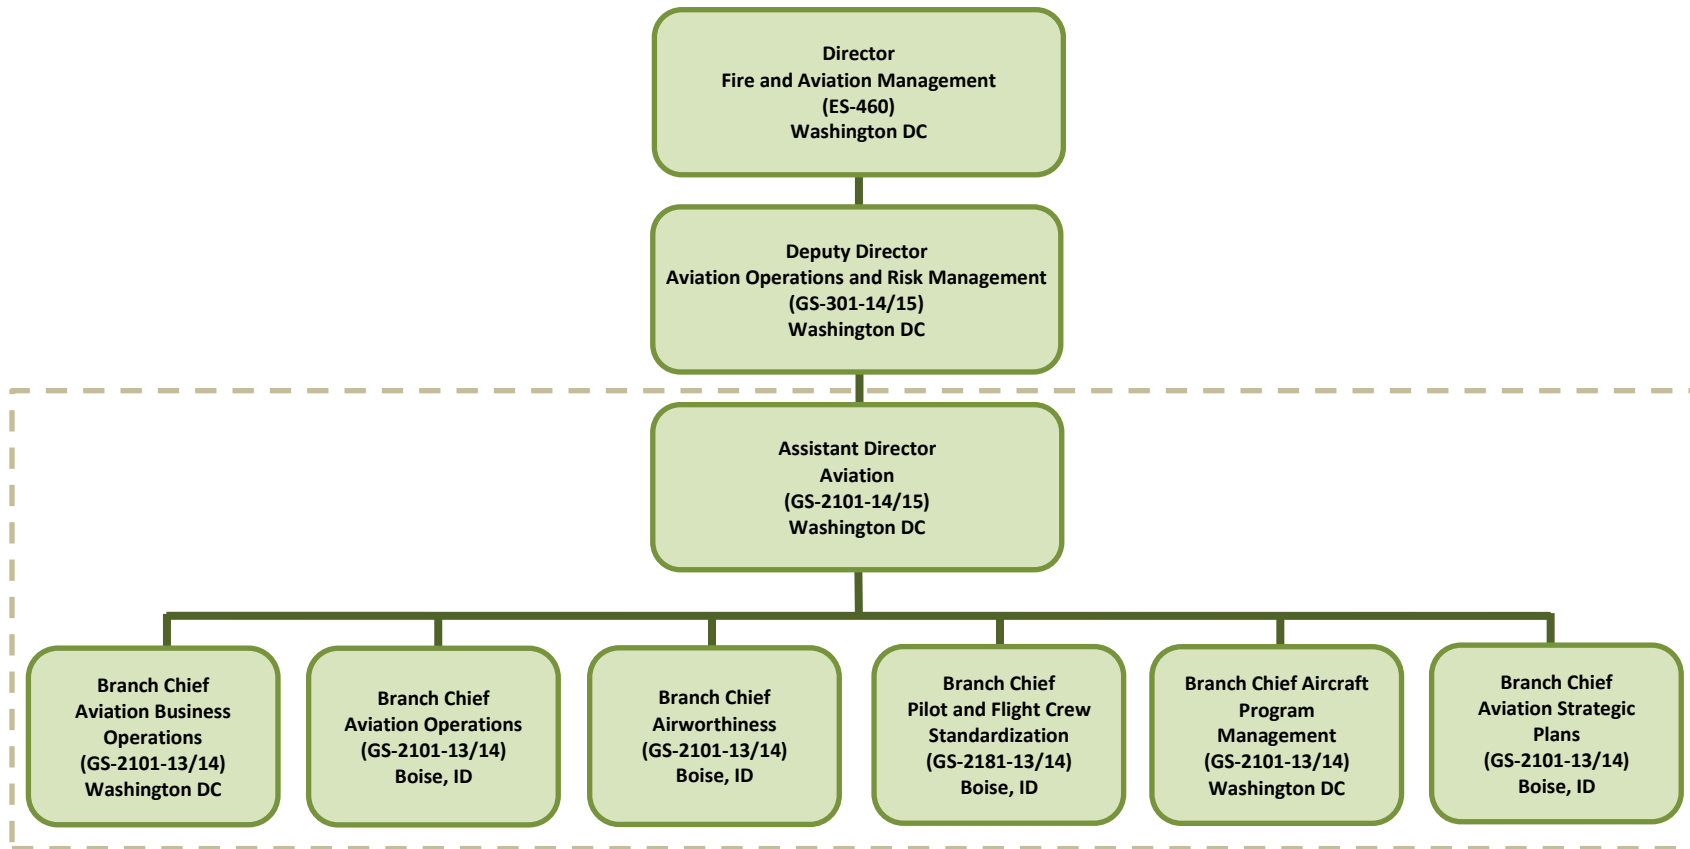 Director
Fire and Aviation Management
(ES-460)
Washington DC
Deputy Director
Aviation Operations and Risk Management
(GS-301-14/15)
Washington DC
Assistant Director
Aviation
(GS-2101-14/15)
Washington DC
Branch Chief
Aviation Business
Operations
(GS-2101-13/14)
Washington DC
Branch Chief
Aviation Operations
(GS-2101-13/14)
Boise, ID
Branch Chief
Airworthiness
(GS-2101-13/14)
Boise, ID
Branch Chief
Pilot and Flight Crew
Standardization
(GS-2181-13/14)
Boise, ID
Branch Chief Aircraft
Program
Management
(GS-2101-13/14)
Washington DC
Branch Chief
Aviation Strategic
Plans
(GS-2101-13/14)
Boise, ID